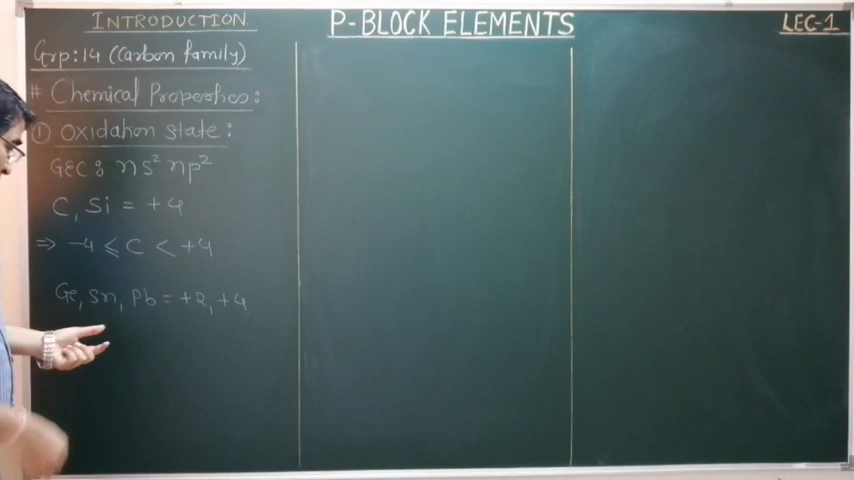 INTRODUCTION
P-BLOCK ELEMENTS
LEC-1
Grp:14 (Carbon family)
# Chemical Properties:
① Oxidation state:
GEC: ns² np²
C, Si = +4
⇒ -4 ≤ C < +4
Ge, Sn, Pb = +2, +4